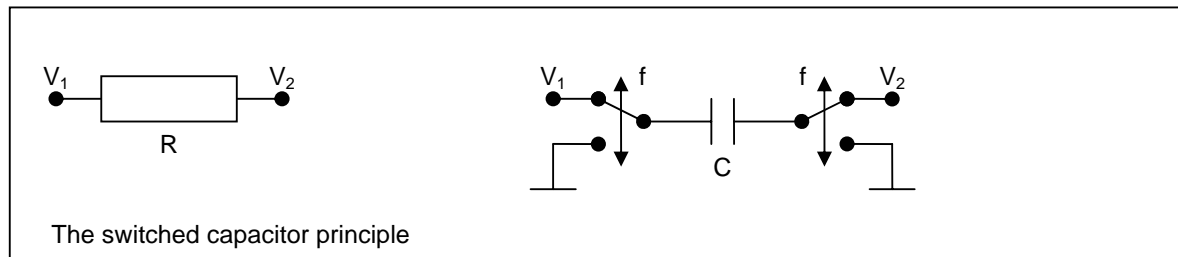 V₁ V₂
R
V₁ f f V₂
C
The switched capacitor principle